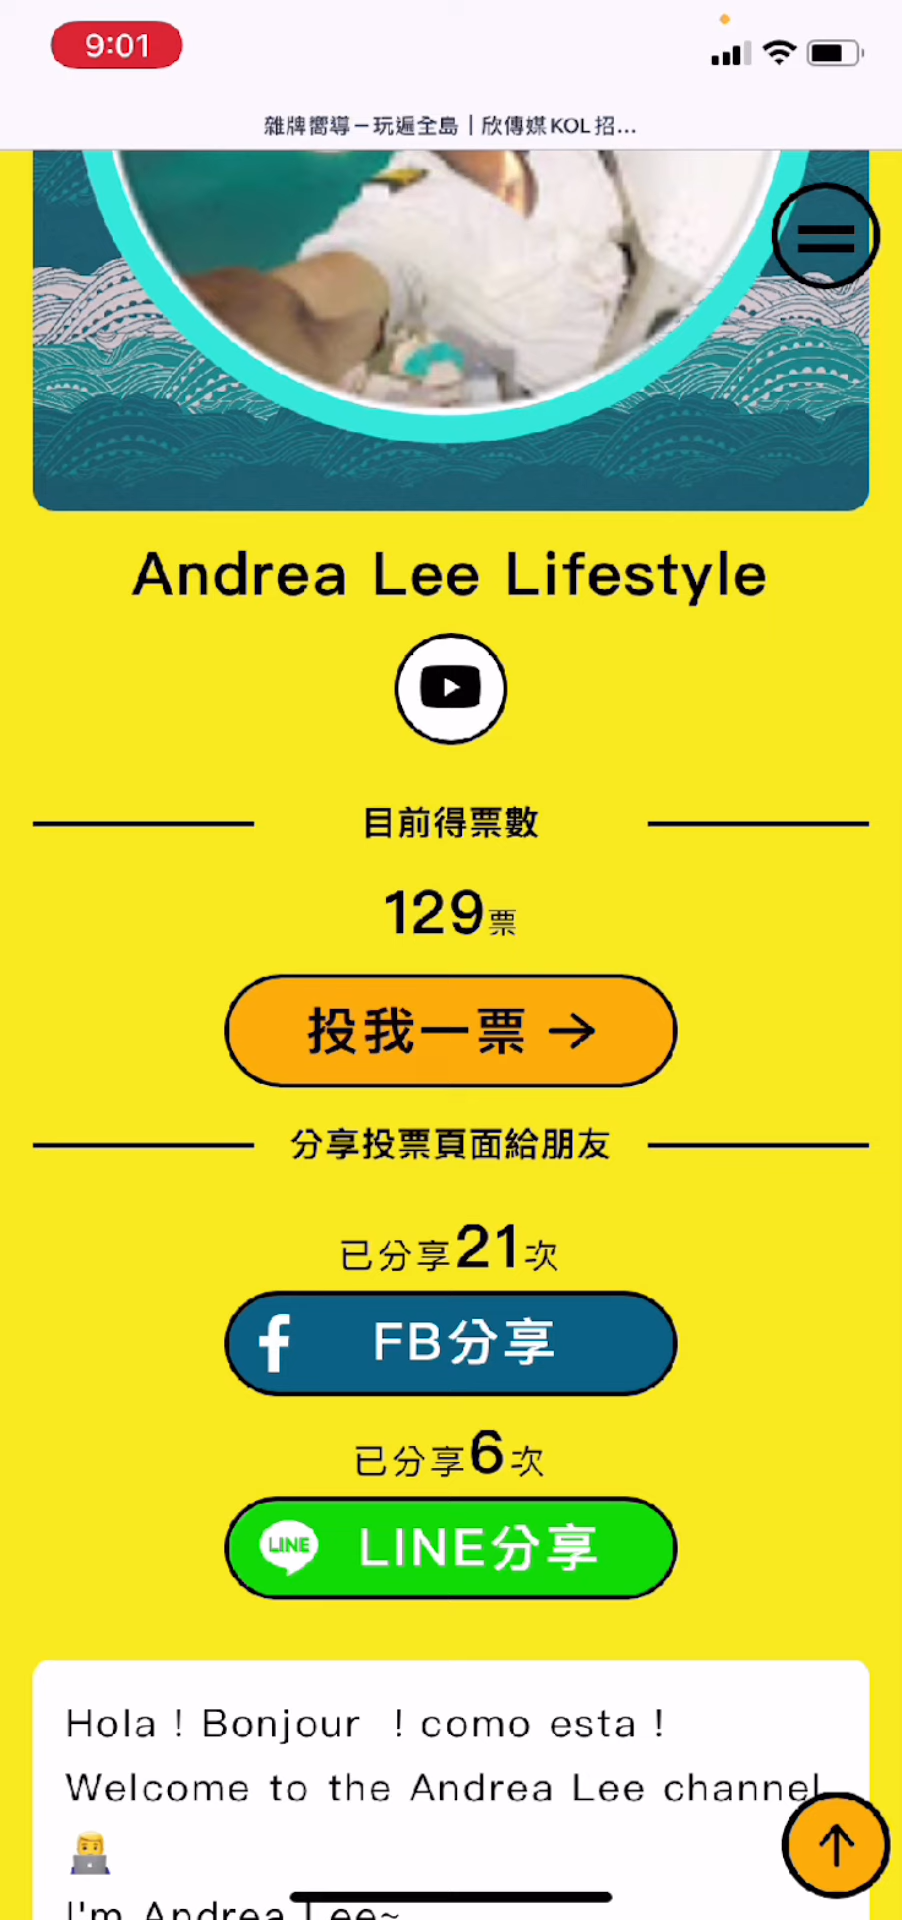 9:01
雜牌嚮導－玩遍全島｜欣傳媒KOL招...
Andrea Lee Lifestyle
目前得票數
129票
投我一票 →
分享投票頁面給朋友
已分享21次
FB分享
已分享6次
LINE LINE分享
Hola！Bonjour ！como esta！
Welcome to the Andrea Lee channel
I'm Andrea Lee~